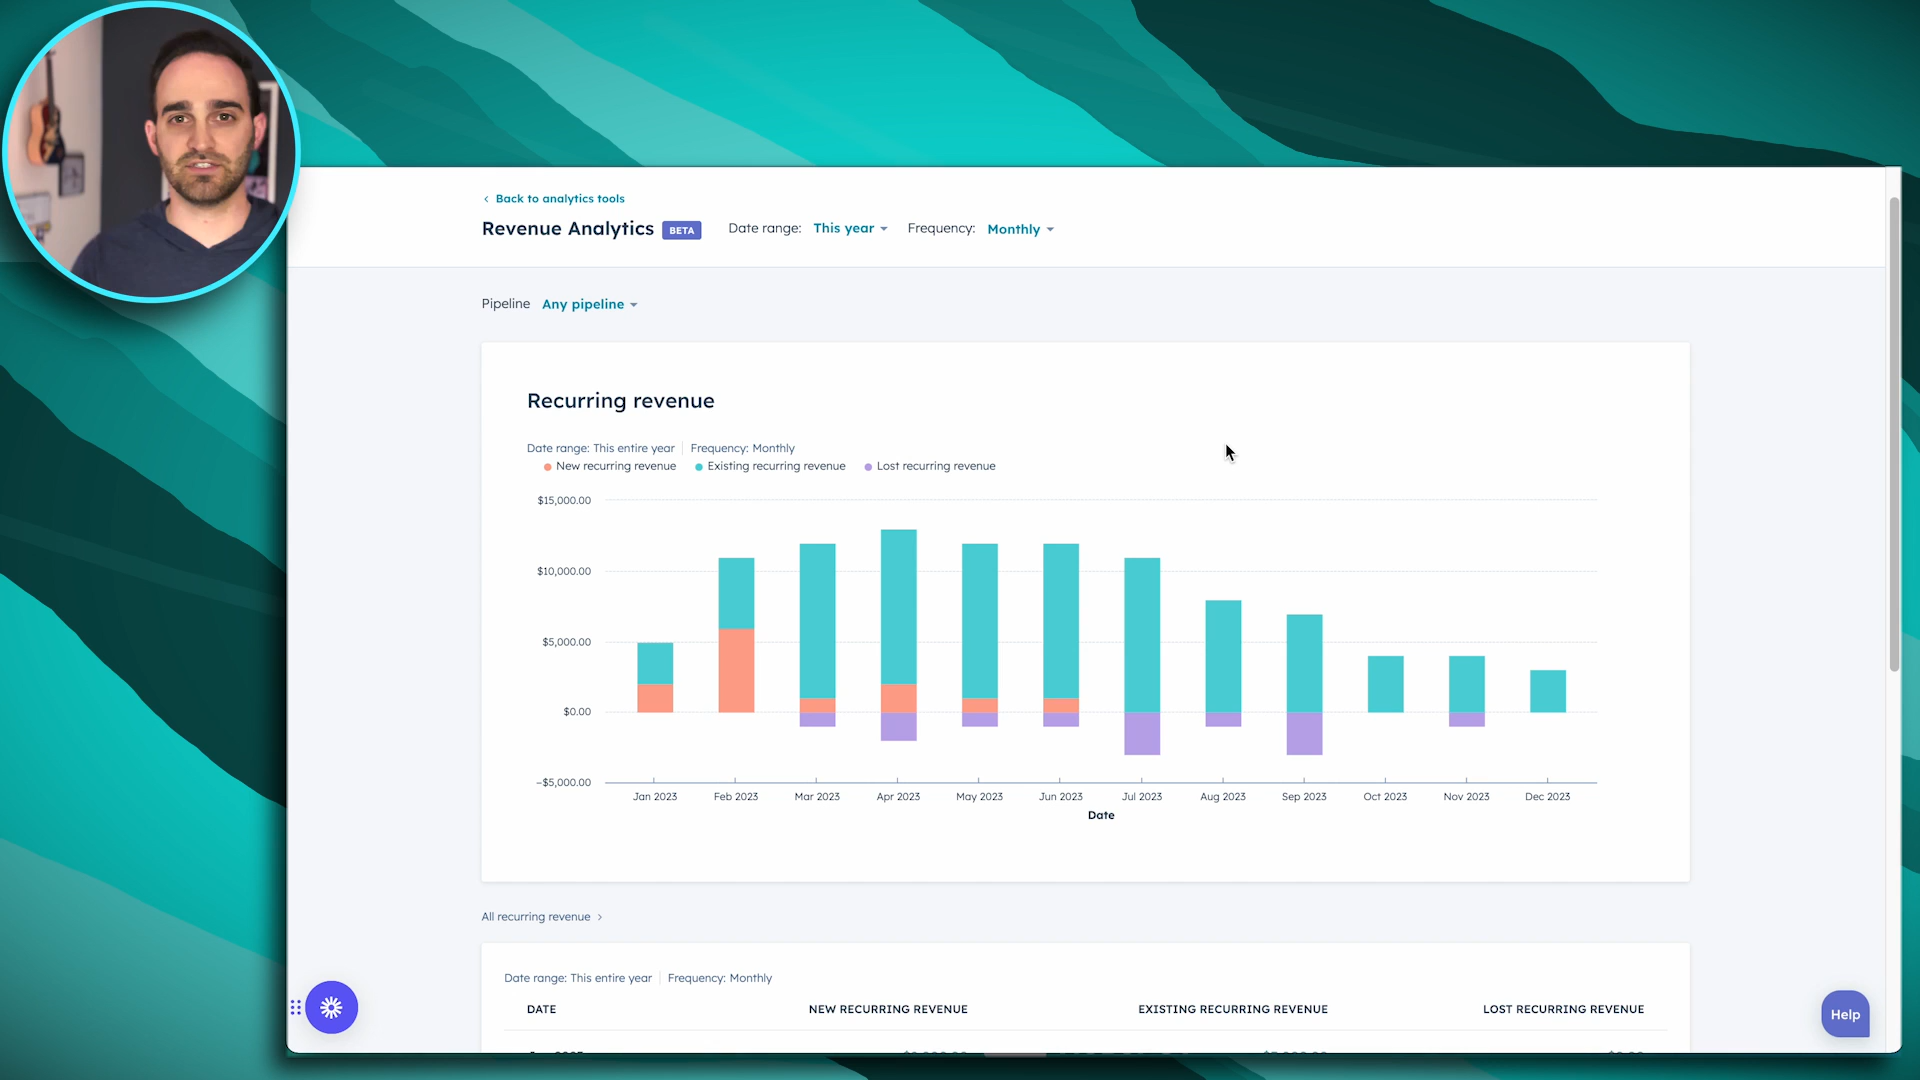 Back to analytics tools
Revenue Analytics BETA Date range: This year Frequency: Monthly
Pipeline Any pipeline
Recurring revenue
Date range: This entire year Frequency: Monthly
New recurring revenue Existing recurring revenue Lost recurring revenue
$15,000.00
$10,000.00
$5,000.00
$0.00
-$5,000.00
Jan 2023 Feb 2023 Mar 2023 Apr 2023 May 2023 Jun 2023 Jul 2023 Aug 2023 Sep 2023 Oct 2023 Nov 2023 Dec 2023
Date
All recurring revenue
Date range: This entire year Frequency: Monthly
DATE NEW RECURRING REVENUE EXISTING RECURRING REVENUE LOST RECURRING REVENUE
Help